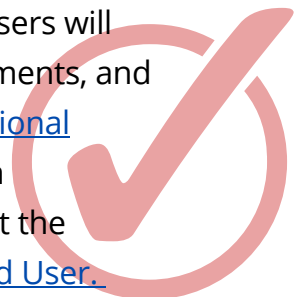 sers will
ments, and
ional
t the
d User.